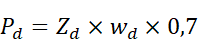 P_d = Z_d × w_d × 0,7